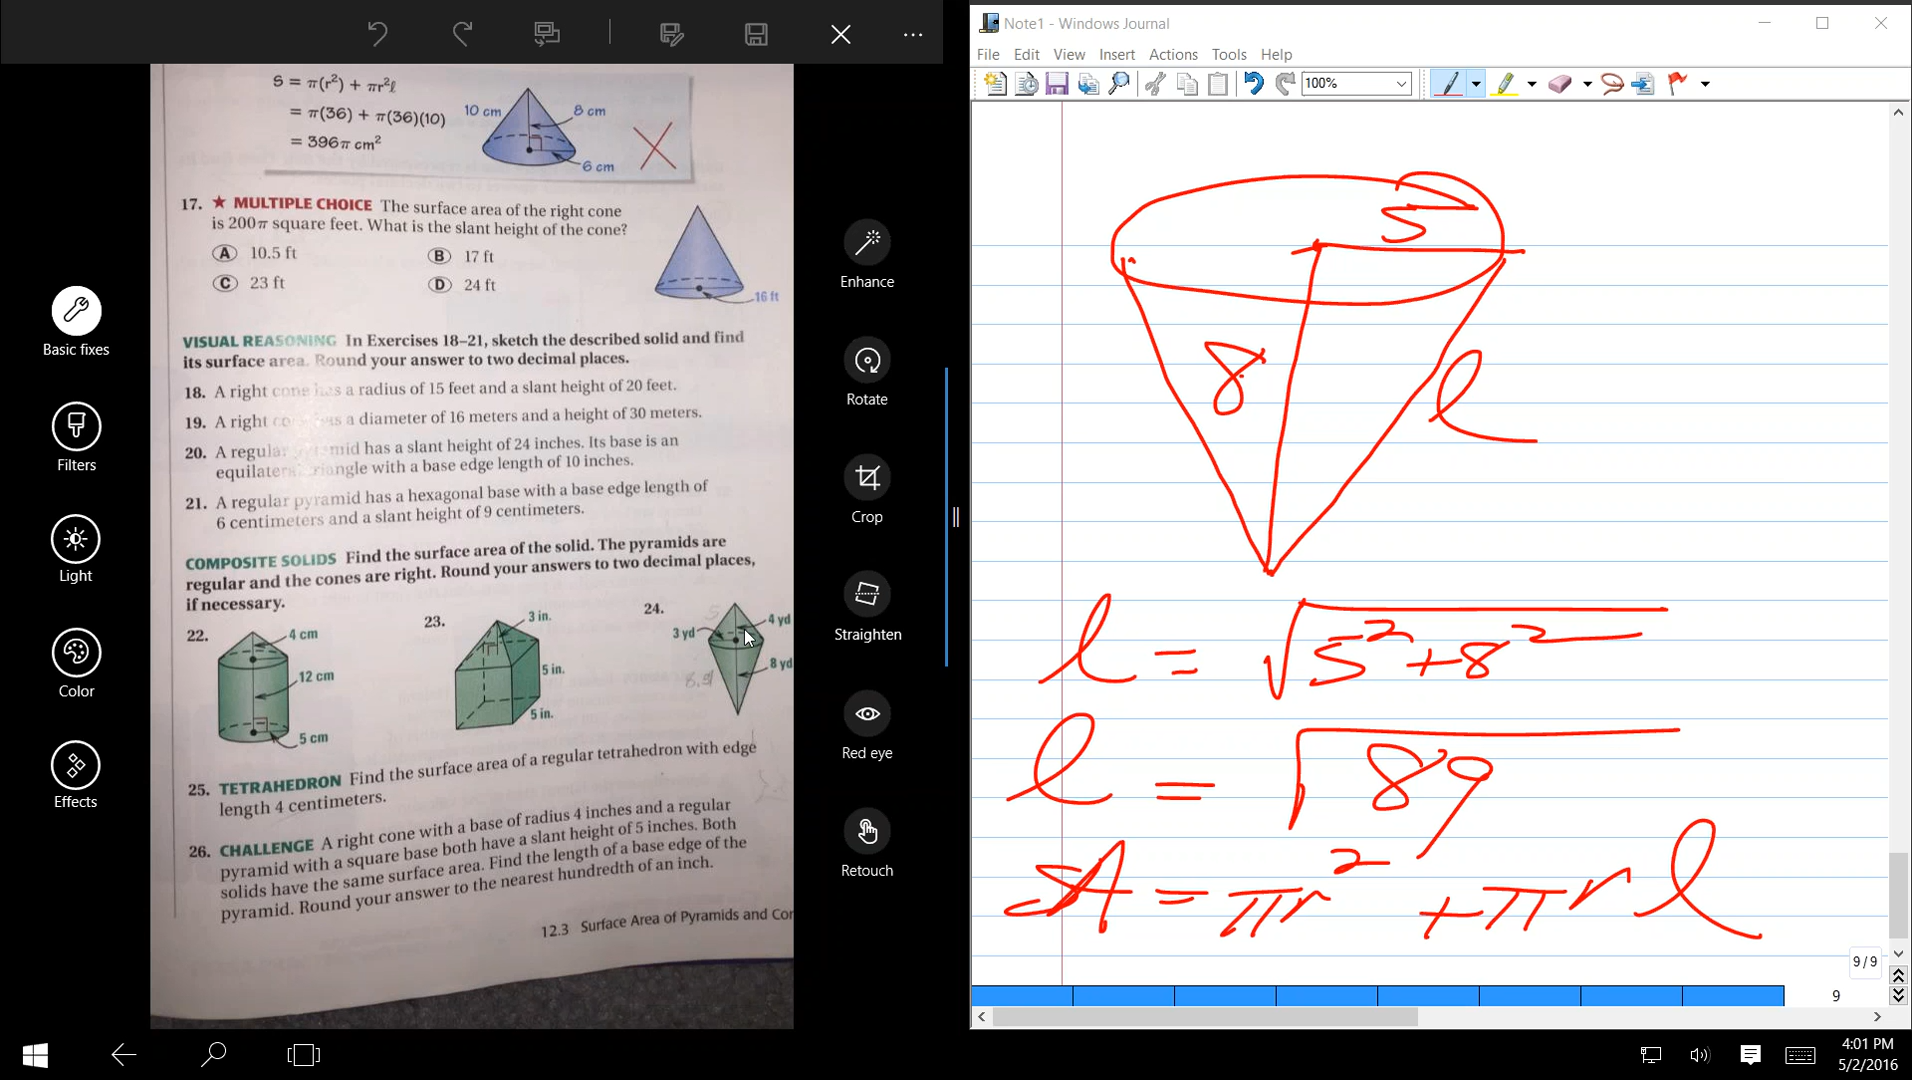 S = π(r²) + πr²ℓ
= π(36) + π(36)(10)
= 396π cm²
10 cm
8 cm
6 cm
17. ★ MULTIPLE CHOICE The surface area of the right cone
is 200π square feet. What is the slant height of the cone?
A 10.5 ft
B 17 ft
C 23 ft
D 24 ft
16 ft
VISUAL REASONING In Exercises 18–21, sketch the described solid and find
its surface area. Round your answer to two decimal places.
18. A right cone has a radius of 15 feet and a slant height of 20 feet.
19. A right cone has a diameter of 16 meters and a height of 30 meters.
20. A regular pyramid has a slant height of 24 inches. Its base is an
equilateral triangle with a base edge length of 10 inches.
21. A regular pyramid has a hexagonal base with a base edge length of
6 centimeters and a slant height of 9 centimeters.
COMPOSITE SOLIDS Find the surface area of the solid. The pyramids are
regular and the cones are right. Round your answers to two decimal places,
if necessary.
22.
4 cm
12 cm
5 cm
23.
3 in.
5 in.
5 in.
24.
5
4 yd
3 yd
8 yd
25. TETRAHEDRON Find the surface area of a regular tetrahedron with edge
length 4 centimeters.
26. CHALLENGE A right cone with a base of radius 4 inches and a regular
pyramid with a square base both have a slant height of 5 inches. Both
solids have the same surface area. Find the length of a base edge of the
pyramid. Round your answer to the nearest hundredth of an inch.
12.3 Surface Area of Pyramids and Con
Basic fixes
Filters
Light
Color
Effects
Enhance
Rotate
Crop
Straighten
Red eye
Retouch
Note1 - Windows Journal
File Edit View Insert Actions Tools Help
100%
5
8
ℓ
ℓ = √5² + 8²
ℓ = √89
SA = πr² + πrℓ
9 / 9
9
4:01 PM
5/2/2016